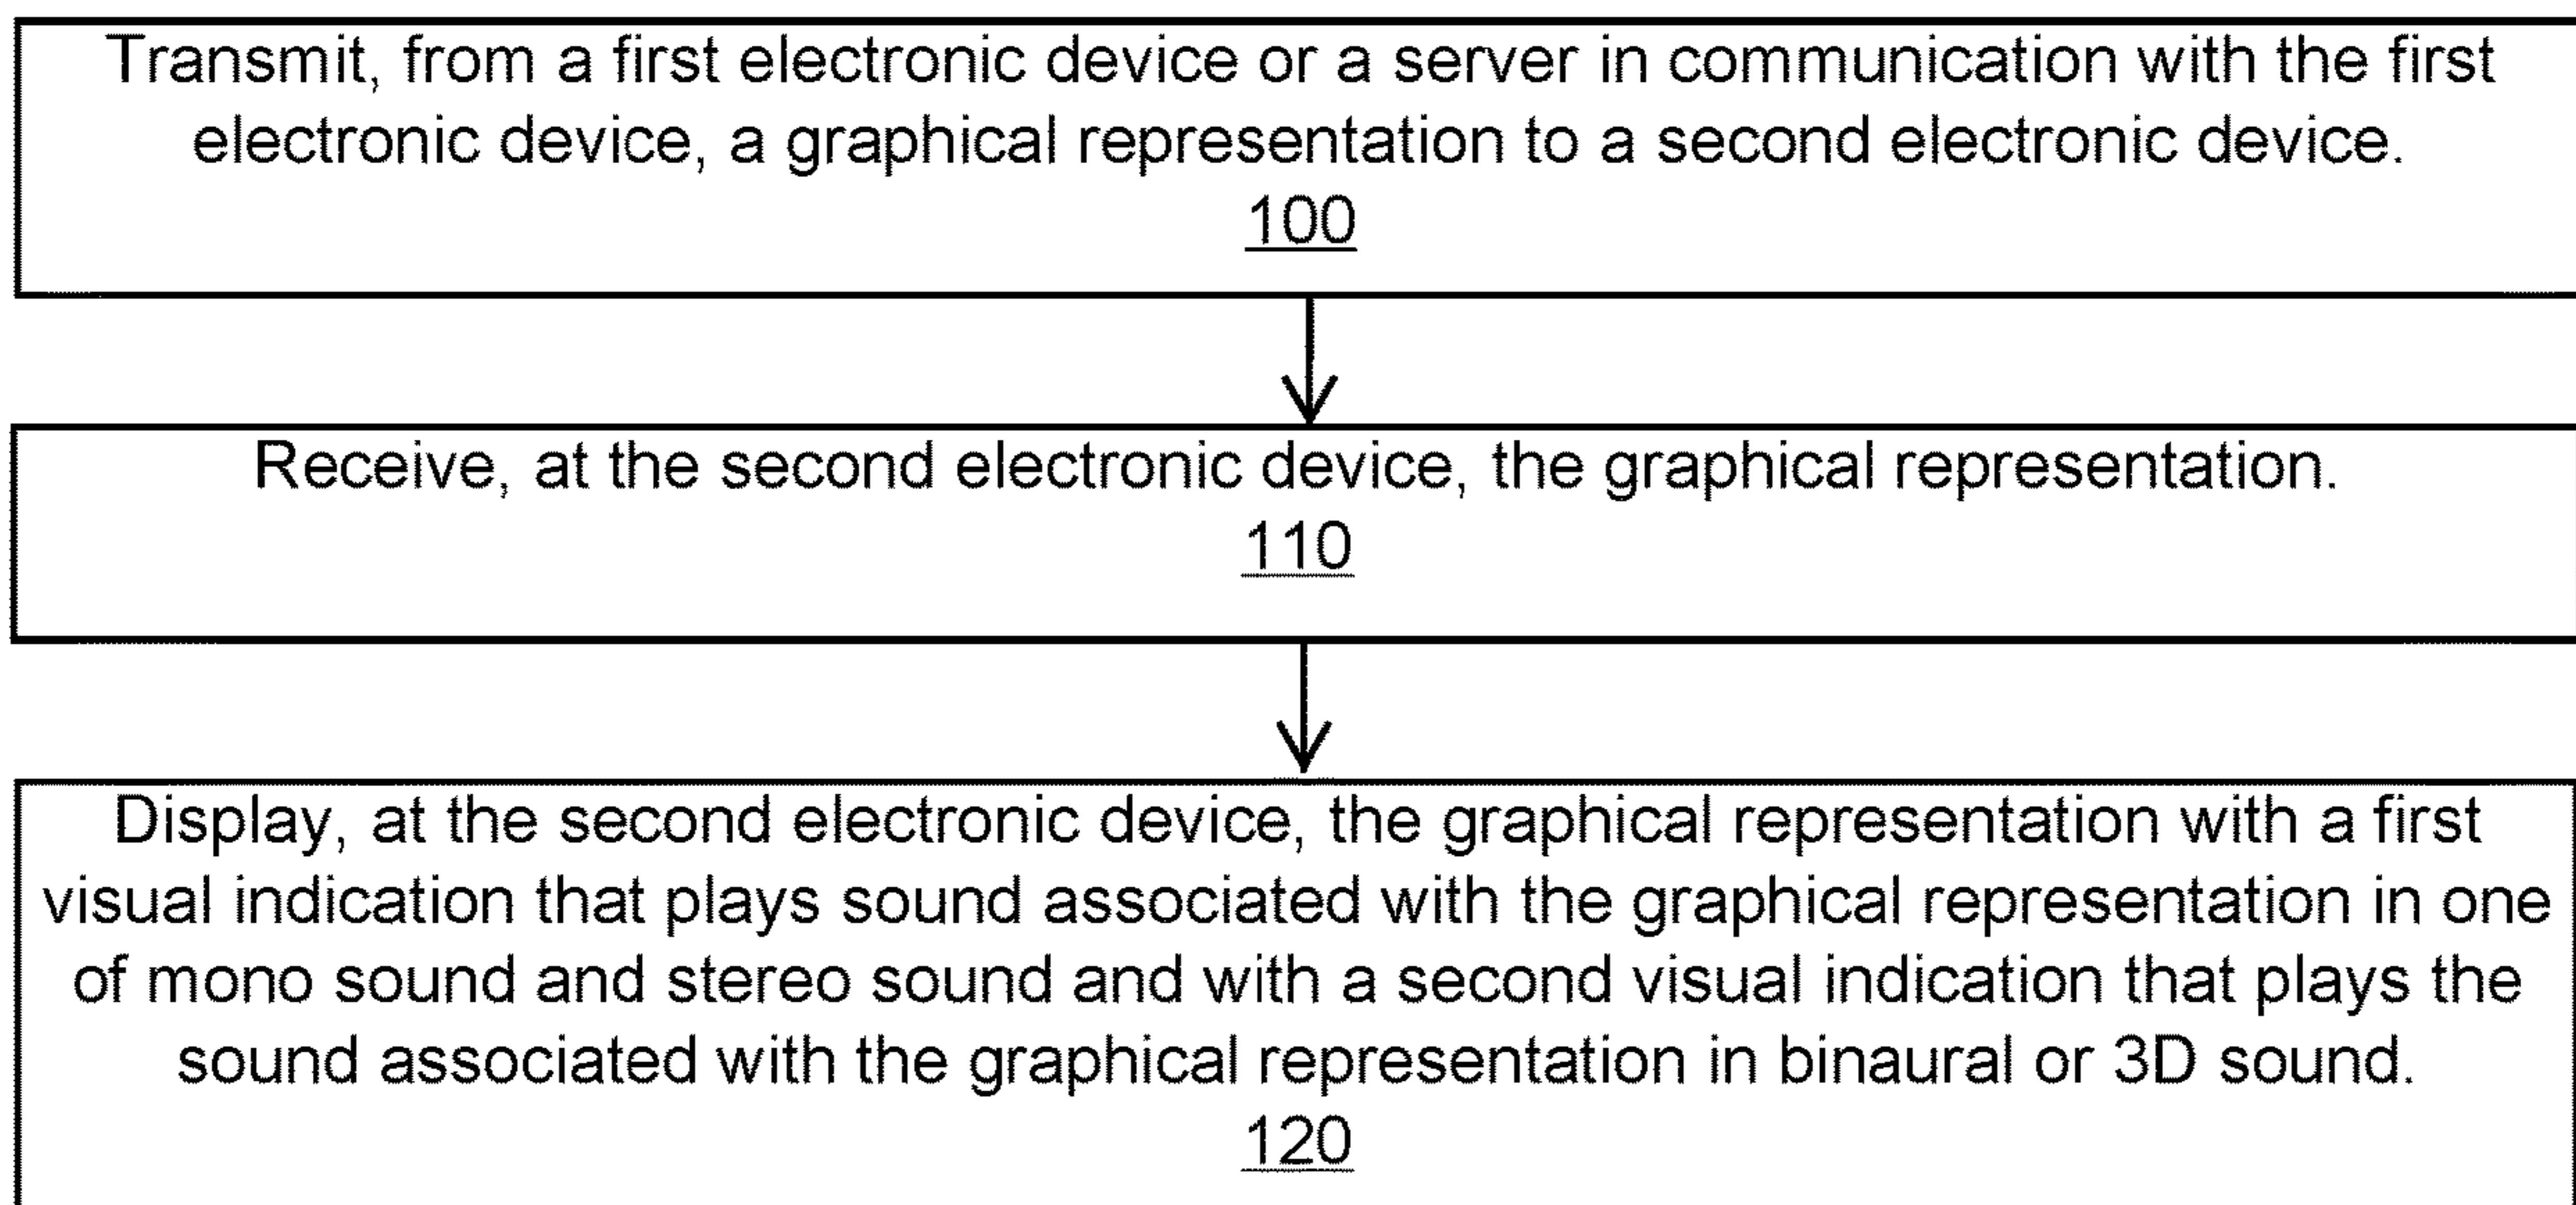 Transmit, from a first electronic device or a server in communication with the first
electronic device, a graphical representation to a second electronic device.
100
Receive, at the second electronic device, the graphical representation.
110
Display, at the second electronic device, the graphical representation with a first
visual indication that plays sound associated with the graphical representation in one
of mono sound and stereo sound and with a second visual indication that plays the
sound associated with the graphical representation in binaural or 3D sound.
120